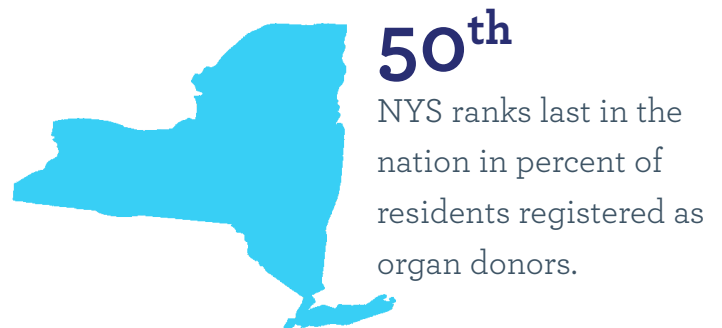 50th
NYS ranks last in the
nation in percent of
residents registered as
organ donors.